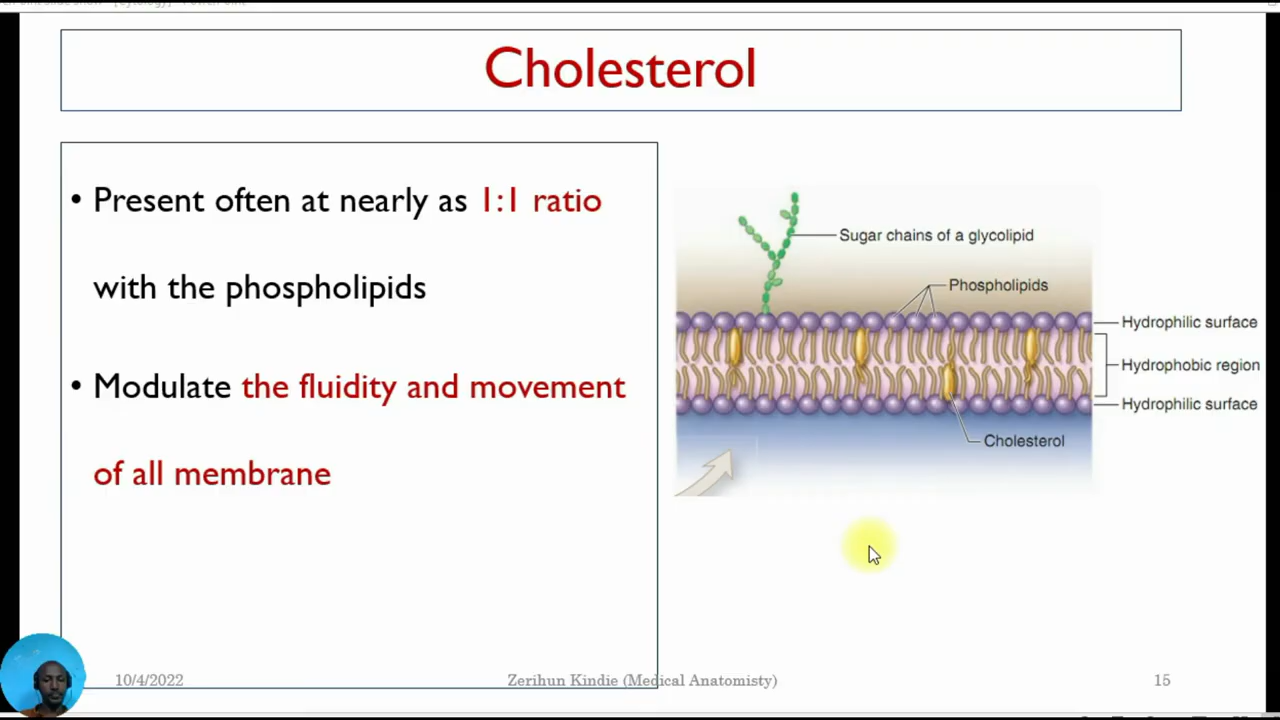 Cholesterol
• Present often at nearly as 1:1 ratio
with the phospholipids
• Modulate the fluidity and movement
of all membrane
Sugar chains of a glycolipid
Phospholipids
Hydrophilic surface
Hydrophobic region
Hydrophilic surface
Cholesterol
10/4/2022
Zerihun Kindie (Medical Anatomisty)
15